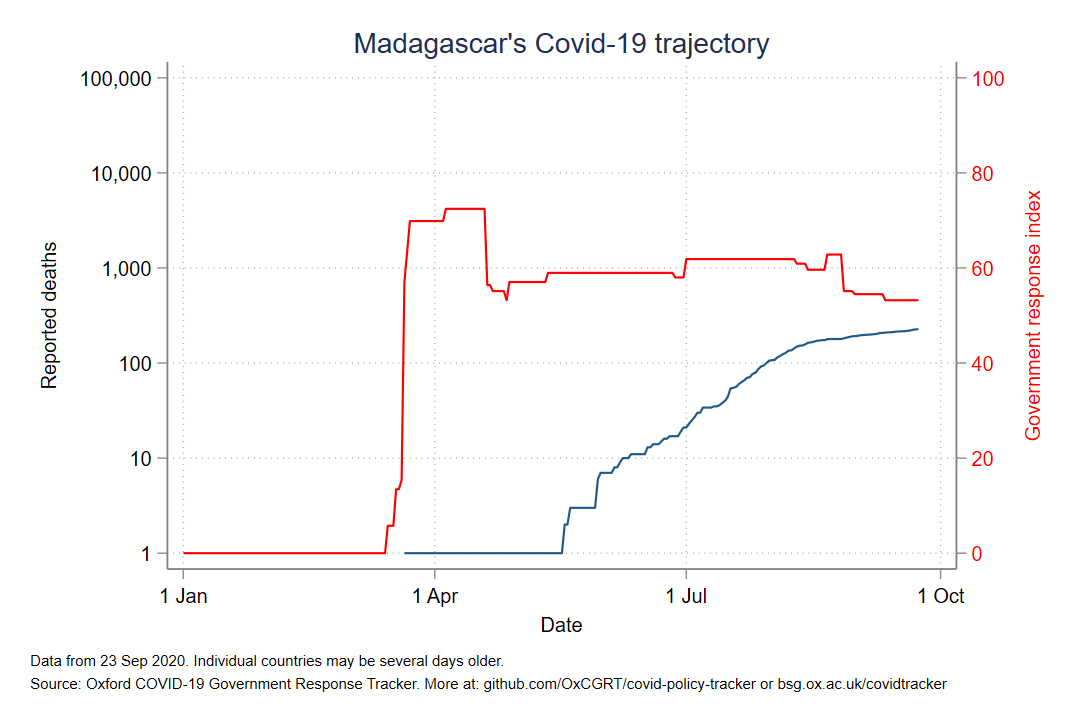 Madagascar's Covid-19 trajectory
100,000
10,000
1,000
100
10
1
Reported deaths
100
80
60
40
20
0
Government response index
1 Jan
1 Apr
1 Jul
1 Oct
Date
Data from 23 Sep 2020. Individual countries may be several days older.
Source: Oxford COVID-19 Government Response Tracker. More at: github.com/OxCGRT/covid-policy-tracker or bsg.ox.ac.uk/covidtracker